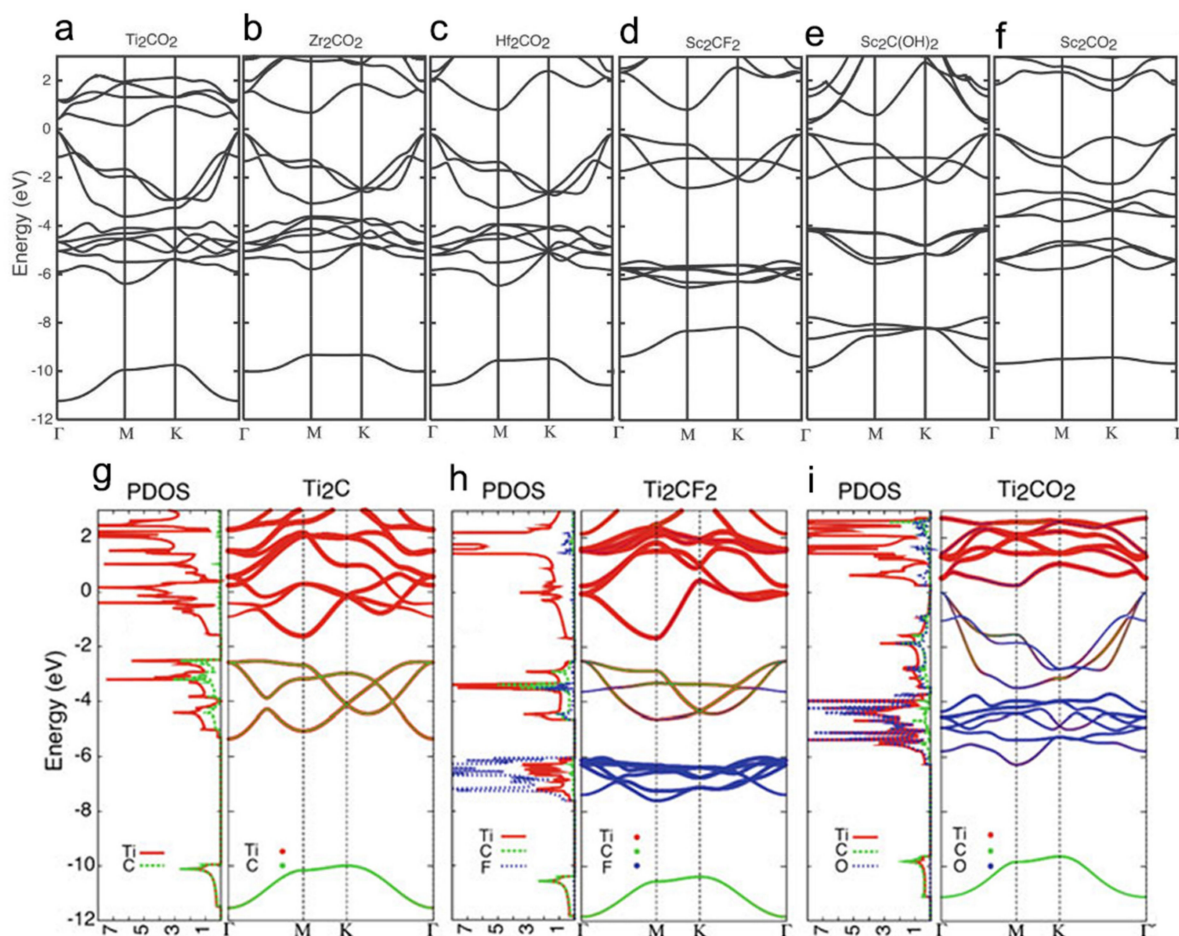 a b c d e f
Ti2CO2 Zr2CO2 Hf2CO2 Sc2CF2 Sc2C(OH)2 Sc2CO2
Energy (eV)
2
0
-2
-4
-6
-8
-10
-12
Γ M K Γ M K Γ M K Γ M K Γ M K Γ M K Γ
g h i
PDOS Ti2C PDOS Ti2CF2 PDOS Ti2CO2
Energy (eV)
2
0
-2
-4
-6
-8
-10
-12
Ti
C
Ti
C
Ti
C
F
Ti
C
F
Ti
C
O
Ti
C
O
7 5 3 1 Γ M K Γ 7 5 3 1 Γ M K Γ 7 5 3 1 Γ M K Γ